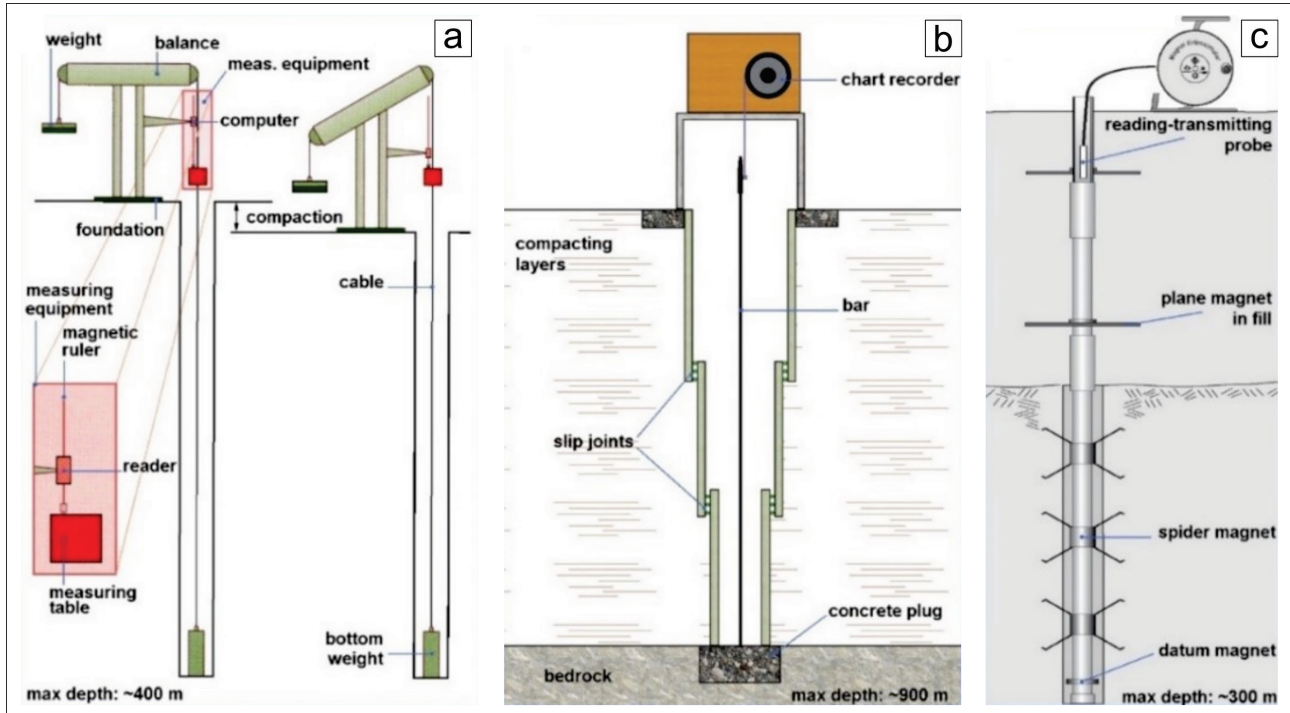 a
weight
balance
meas. equipment
computer
compaction
foundation
cable
measuring
equipment
magnetic
ruler
reader
measuring
table
bottom
weight
max depth: ~400 m
b
chart recorder
compacting
layers
bar
slip joints
concrete plug
bedrock
max depth: ~900 m
c
reading-transmitting
probe
plane magnet
in fill
spider magnet
datum magnet
max depth: ~300 m